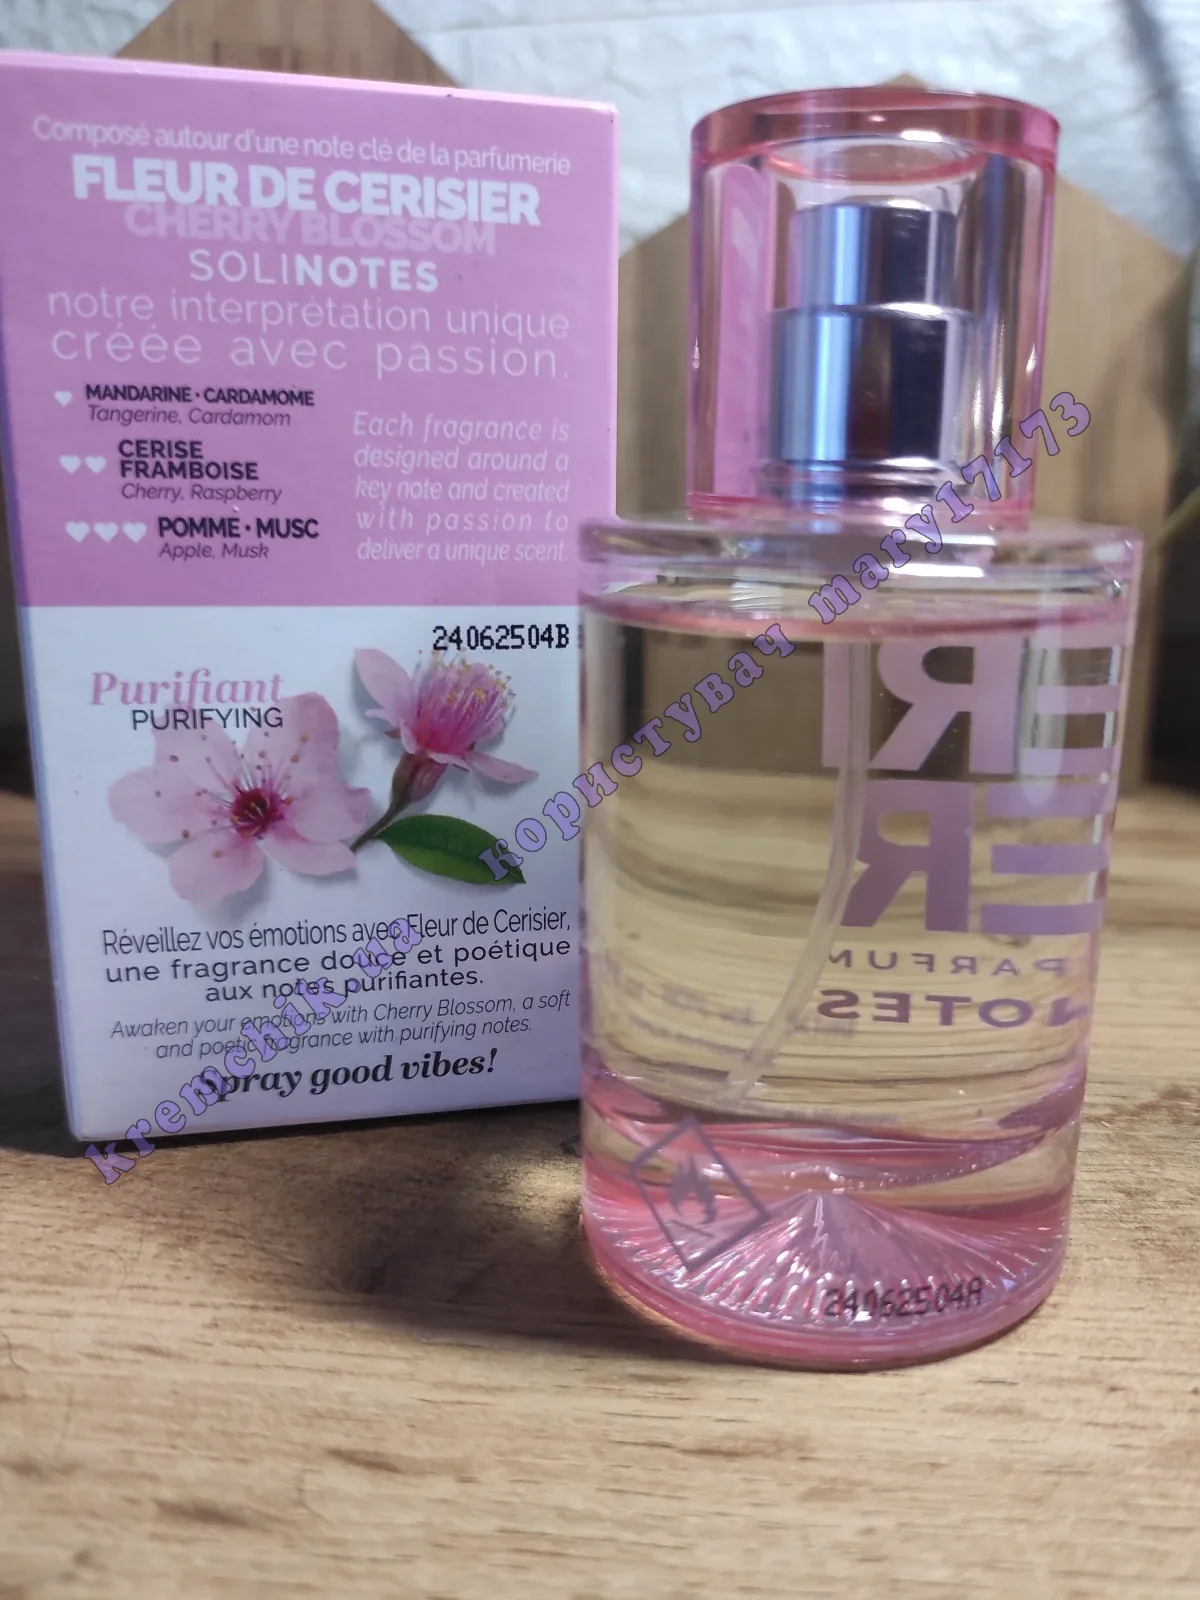 Composé autour d'une note clé de la parfumerie
FLEUR DE CERISIER
CHERRY BLOSSOM
SOLINOTES
notre interprétation unique
créée avec passion.
MANDARINE • CARDAMOME
Tangerine, Cardamom
CERISE
FRAMBOISE
Cherry, Raspberry
POMME • MUSC
Apple, Musk
Each fragrance is
designed around a
key note and created
with passion to
deliver a unique scent.
24062504B
Purifiant
PURIFYING
Réveillez vos émotions avec Fleur de Cerisier,
une fragrance douce et poétique
aux notes purifiantes.
Awaken your emotions with Cherry Blossom, a soft
and poetic fragrance with purifying notes.
Spray good vibes!
ER
ER
PARFUM
NOTES
24062504A
kremchik.ua користувач mary17173